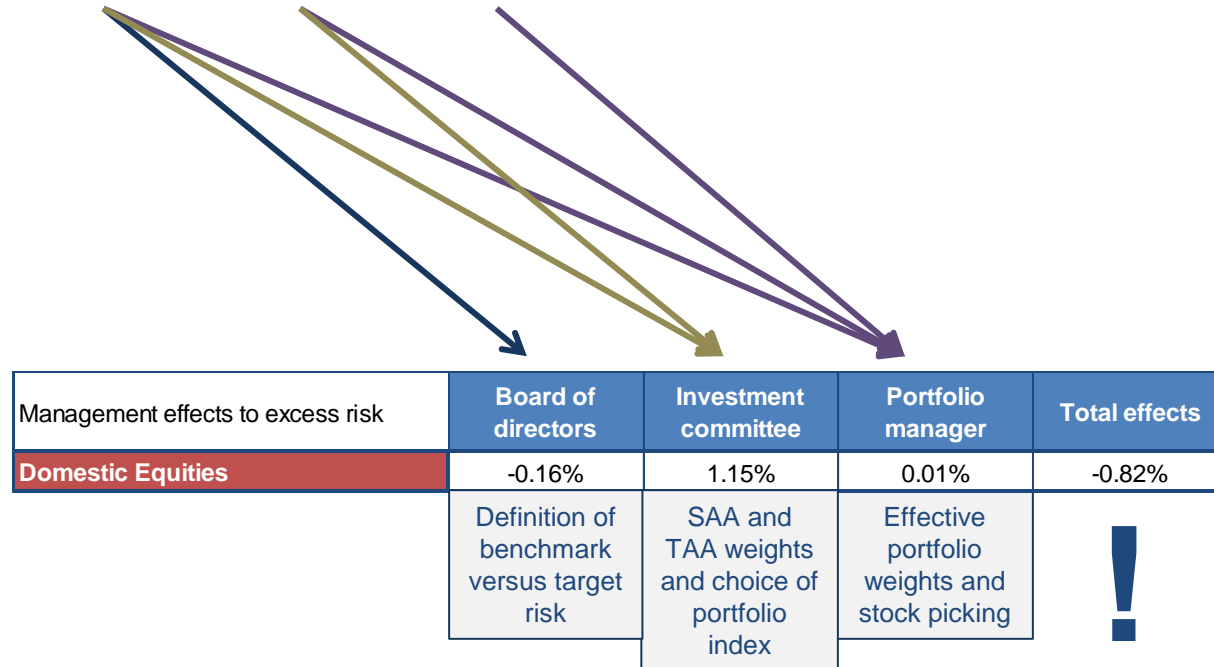 Management effects to excess risk
Board of
directors
Investment
committee
Portfolio
manager
Total effects
Domestic Equities
-0.16%
1.15%
0.01%
-0.82%
Definition of
benchmark
versus target
risk
SAA and
TAA weights
and choice of
portfolio
index
Effective
portfolio
weights and
stock picking
!